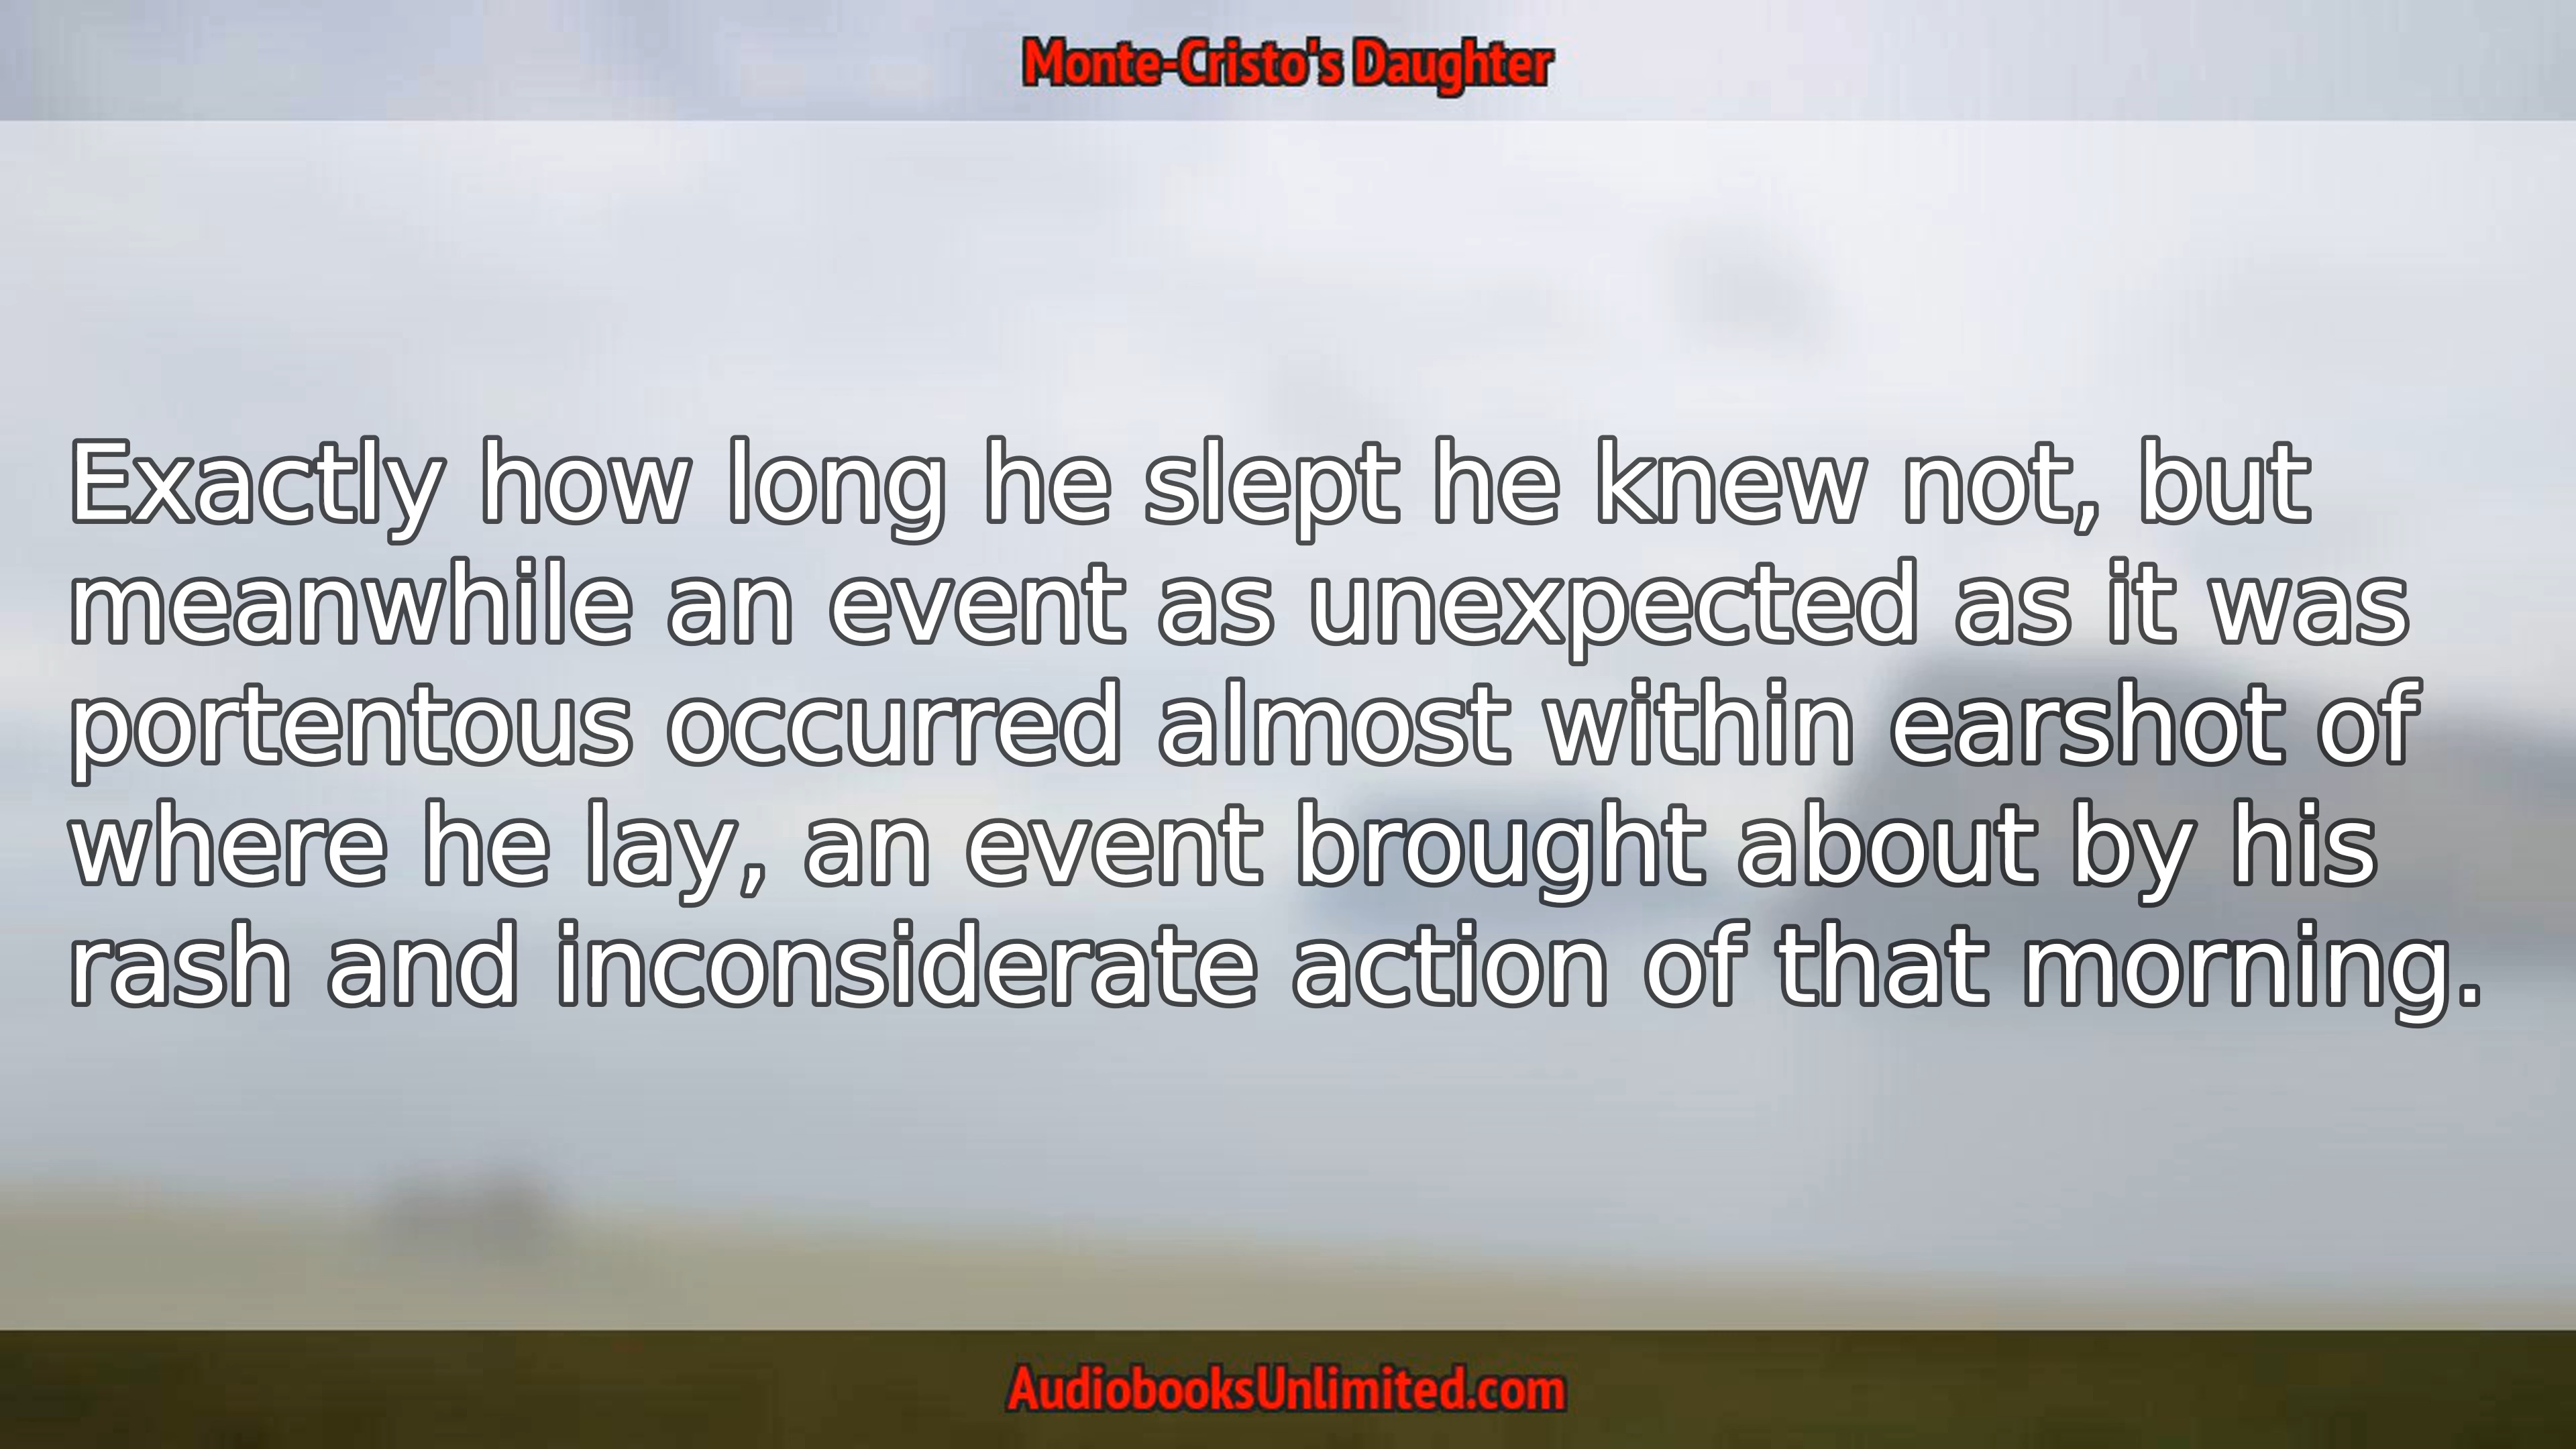 Monte-Cristo's Daughter
Exactly how long he slept he knew not, but
meanwhile an event as unexpected as it was
portentous occurred almost within earshot of
where he lay, an event brought about by his
rash and inconsiderate action of that morning.
AudiobooksUnlimited.com